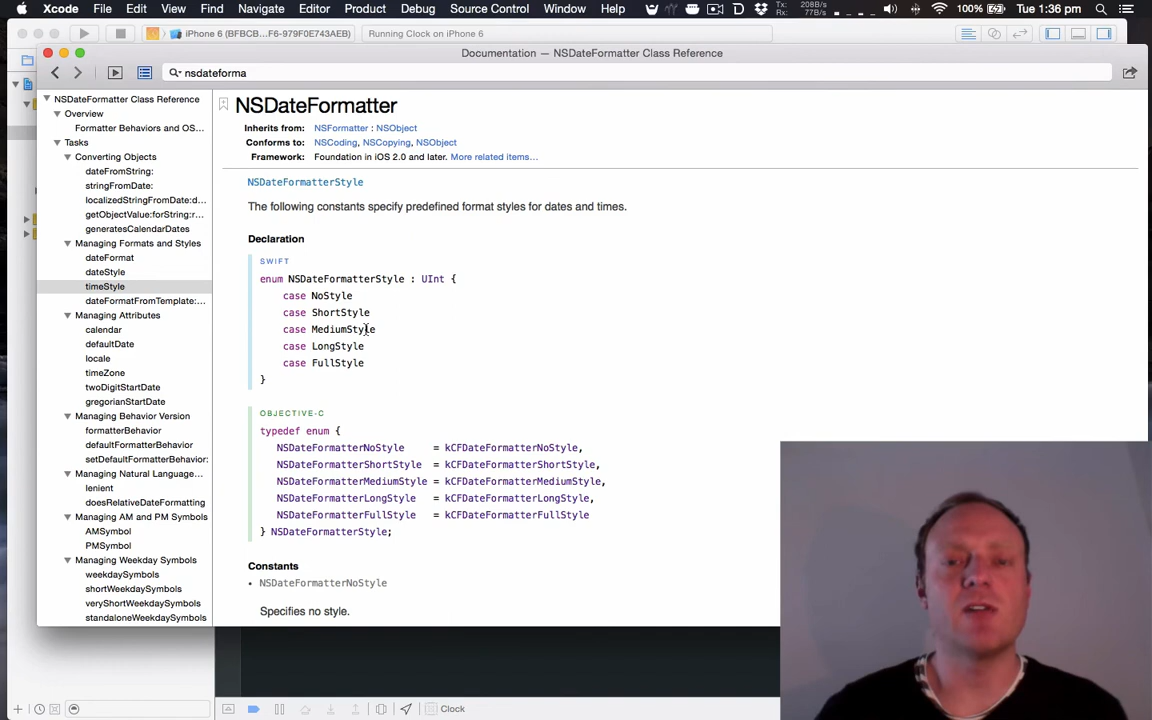 Xcode File Edit View Find Navigate Editor Product Debug Source Control Window Help Tx: 208B/s Rx: 77B/s 100% Tue 1:36 pm
iPhone 6 (BFBCB...F6-979F0E743AEB) Running Clock on iPhone 6
Documentation — NSDateFormatter Class Reference
nsdateforma
NSDateFormatter Class Reference
Overview
Formatter Behaviors and OS...
Tasks
Converting Objects
dateFromString:
stringFromDate:
localizedStringFromDate:d...
getObjectValue:forString:r...
generatesCalendarDates
Managing Formats and Styles
dateFormat
dateStyle
timeStyle
dateFormatFromTemplate:...
Managing Attributes
calendar
defaultDate
locale
timeZone
twoDigitStartDate
gregorianStartDate
Managing Behavior Version
formatterBehavior
defaultFormatterBehavior
setDefaultFormatterBehavior:
Managing Natural Language...
lenient
doesRelativeDateFormatting
Managing AM and PM Symbols
AMSymbol
PMSymbol
Managing Weekday Symbols
weekdaySymbols
shortWeekdaySymbols
veryShortWeekdaySymbols
standaloneWeekdaySymbols
NSDateFormatter
Inherits from: NSFormatter : NSObject
Conforms to: NSCoding, NSCopying, NSObject
Framework: Foundation in iOS 2.0 and later. More related items...
NSDateFormatterStyle
The following constants specify predefined format styles for dates and times.
Declaration
SWIFT
enum NSDateFormatterStyle : UInt {
case NoStyle
case ShortStyle
case MediumStyle
case LongStyle
case FullStyle
}
OBJECTIVE-C
typedef enum {
NSDateFormatterNoStyle = kCFDateFormatterNoStyle,
NSDateFormatterShortStyle = kCFDateFormatterShortStyle,
NSDateFormatterMediumStyle = kCFDateFormatterMediumStyle,
NSDateFormatterLongStyle = kCFDateFormatterLongStyle,
NSDateFormatterFullStyle = kCFDateFormatterFullStyle
} NSDateFormatterStyle;
Constants
• NSDateFormatterNoStyle
Specifies no style.
Clock